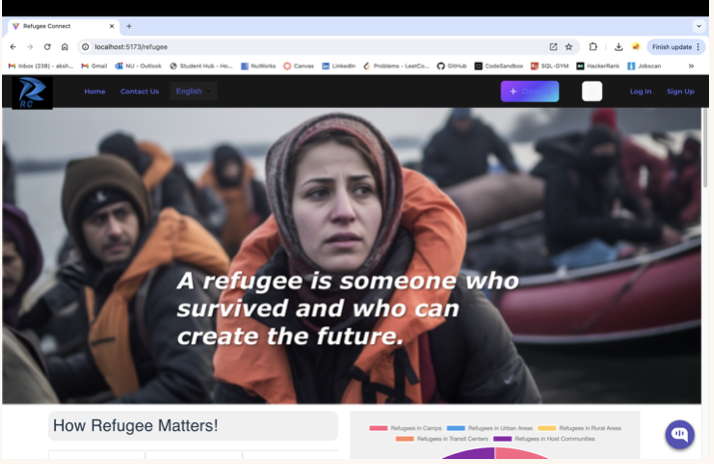 Refugee Connect
localhost:5173/refugee
Finish update
Inbox (238) - aksh...
Gmail
NU - Outlook
Student Hub - Ho...
NuWorks
Canvas
LinkedIn
Problems - LeetCo...
GitHub
CodeSandbox
SQL-GYM
HackerRank
Jobscan
RC
Home
Contact Us
English
Log In
Sign Up
A refugee is someone who
survived and who can
create the future.
How Refugee Matters!
Refugees in Camps
Refugees in Urban Areas
Refugees in Rural Areas
Refugees in Transit Centers
Refugees in Host Communities